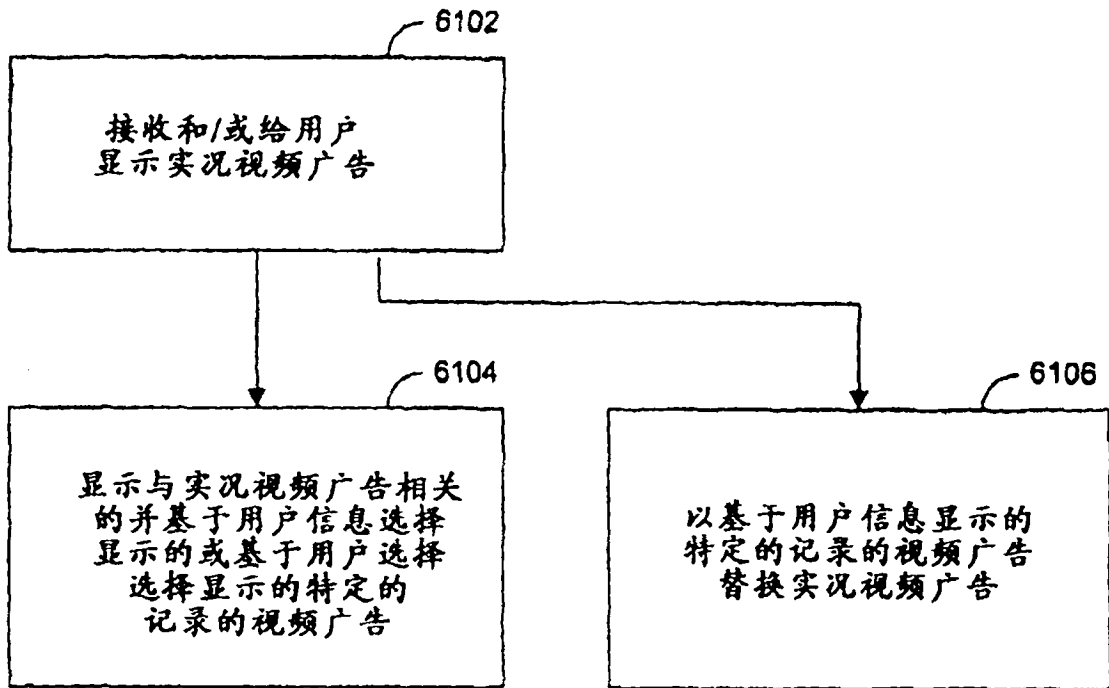 6102
接收和/或给用户
显示实况视频广告
6104
显示与实况视频广告相关
的并基于用户信息选择
显示的或基于用户选择
选择显示的特定的
记录的视频广告
6106
以基于用户信息显示的
特定的记录的视频广告
替换实况视频广告